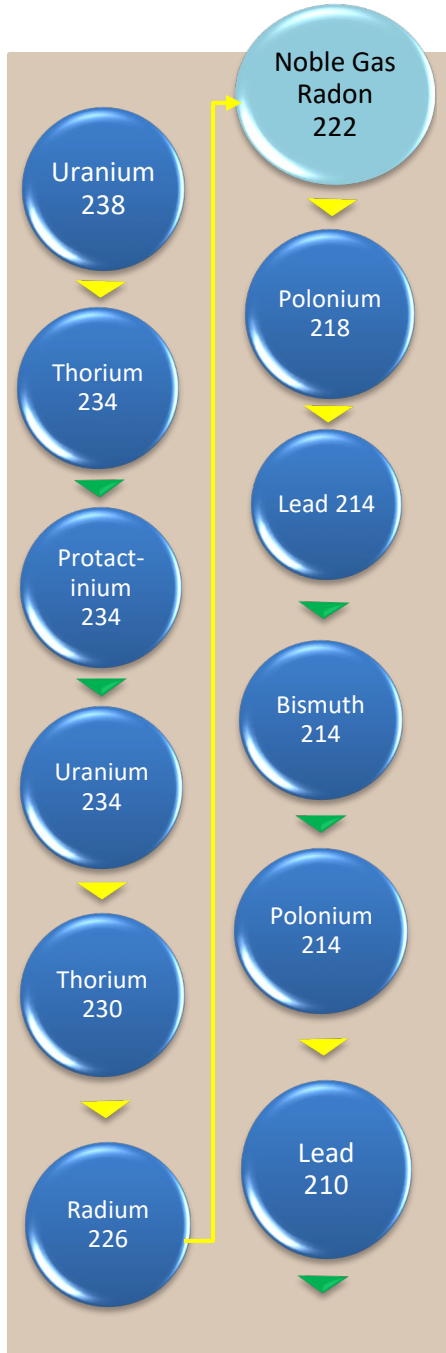 Uranium
238
Thorium
234
Protact-
inium
234
Uranium
234
Thorium
230
Radium
226
Noble Gas
Radon
222
Polonium
218
Lead 214
Bismuth
214
Polonium
214
Lead
210